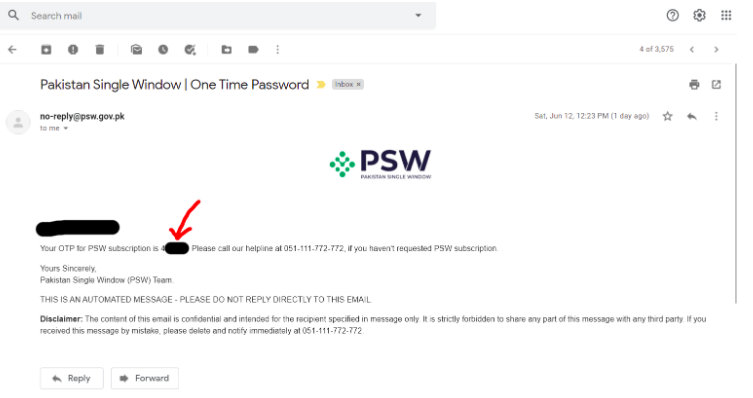 Search mail
4 of 3,575
Pakistan Single Window | One Time Password
Inbox ×
no-reply@psw.gov.pk
Sat, Jun 12, 12:23 PM (1 day ago)
to me
PSW
PAKISTAN SINGLE WINDOW
Your OTP for PSW subscription is 4 Please call our helpline at 051-111-772-772, if you haven't requested PSW subscription.
Yours Sincerely,
Pakistan Single Window (PSW) Team.
THIS IS AN AUTOMATED MESSAGE - PLEASE DO NOT REPLY DIRECTLY TO THIS EMAIL.
Disclaimer: The content of this email is confidential and intended for the recipient specified in message only. It is strictly forbidden to share any part of this message with any third party. If you
received this message by mistake, please delete and notify immediately at 051-111-772-772
Reply
Forward